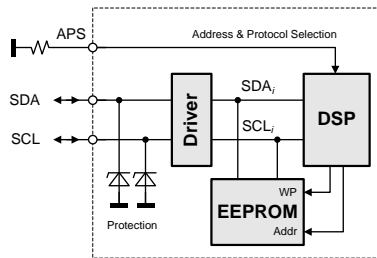 APS
Address & Protocol Selection
SDA
SDAi
SCL
SCLi
Driver
DSP
WP
EEPROM
Addr
Protection